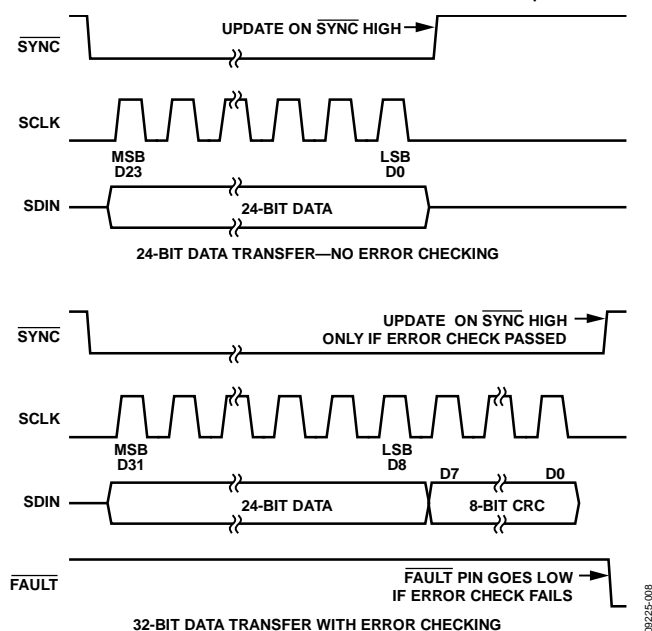 UPDATE ON SYNC HIGH
SYNC
SCLK
MSB
D23
LSB
D0
SDIN
24-BIT DATA
24-BIT DATA TRANSFER—NO ERROR CHECKING
UPDATE ON SYNC HIGH
ONLY IF ERROR CHECK PASSED
SYNC
SCLK
MSB
D31
LSB
D8
D7
D0
SDIN
24-BIT DATA
8-BIT CRC
FAULT
FAULT PIN GOES LOW
IF ERROR CHECK FAILS
32-BIT DATA TRANSFER WITH ERROR CHECKING
09225-008